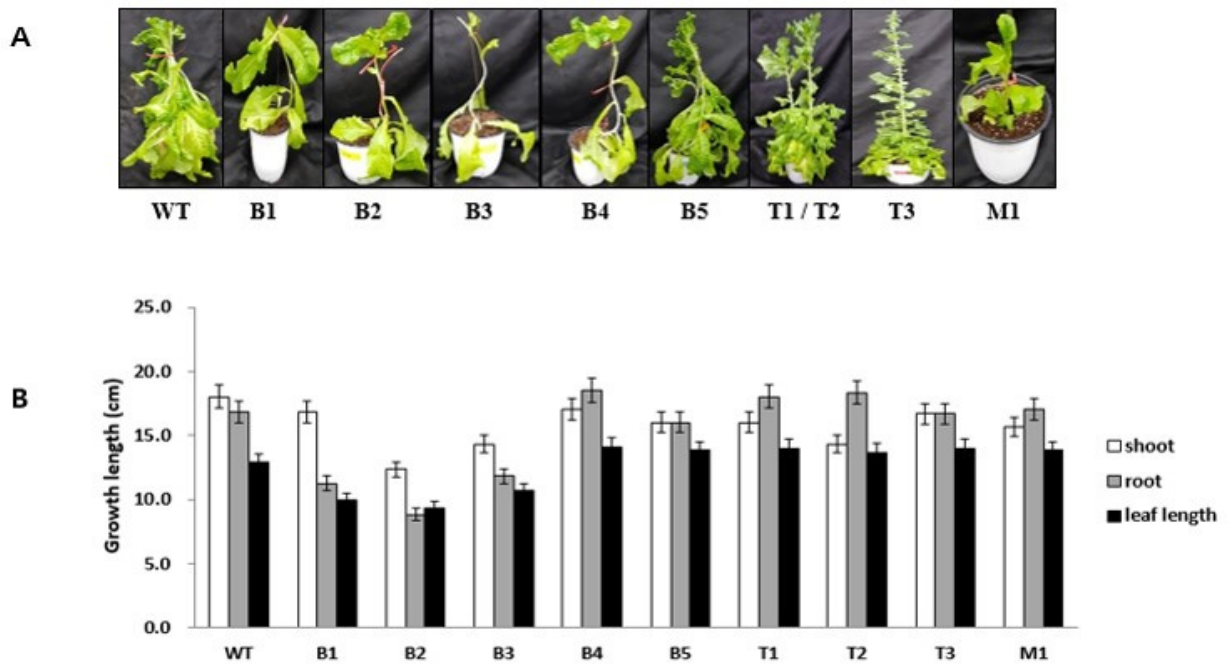 A
WT B1 B2 B3 B4 B5 T1 / T2 T3 M1
B
Growth length (cm)
25.0
20.0
15.0
10.0
5.0
0.0
WT B1 B2 B3 B4 B5 T1 T2 T3 M1
shoot
root
leaf length